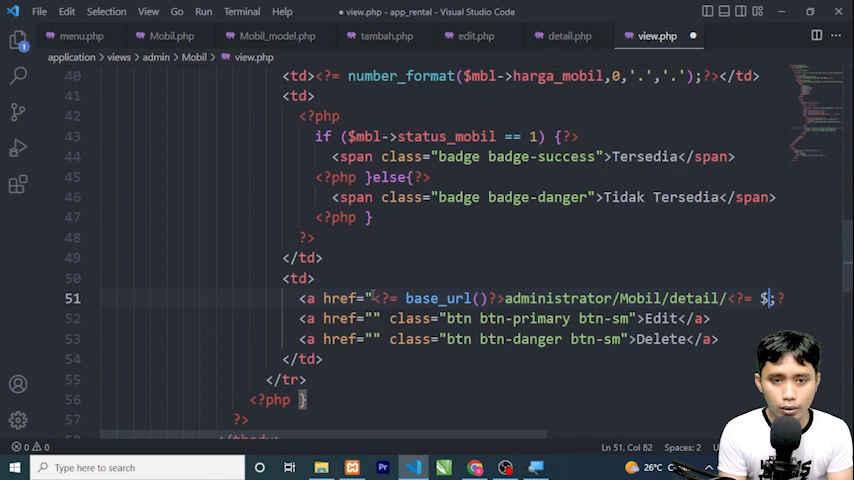 File Edit Selection View Go Run Terminal Help
● view.php - app_rental - Visual Studio Code
menu.php Mobil.php Mobil_model.php tambah.php edit.php detail.php view.php ●
application > views > admin > Mobil > view.php
40 <td><?= number_format($mbl->harga_mobil,0,'.','.');?></td>
41 <td>
42 <?php
43 if ($mbl->status_mobil == 1) {?>
44 <span class="badge badge-success">Tersedia</span>
45 <?php }else{?>
46 <span class="badge badge-danger">Tidak Tersedia</span>
47 <?php }
48 ?>
49 </td>
50 <td>
51 <a href="<?= base_url()?>administrator/Mobil/detail/<?= $;?
52 <a href="" class="btn btn-primary btn-sm">Edit</a>
53 <a href="" class="btn btn-danger btn-sm">Delete</a>
54 </td>
55 </tr>
56 <?php }
57 ?>
</tbody>
0 0 Ln 51, Col 82 Spaces: 2
Type here to search 26°C